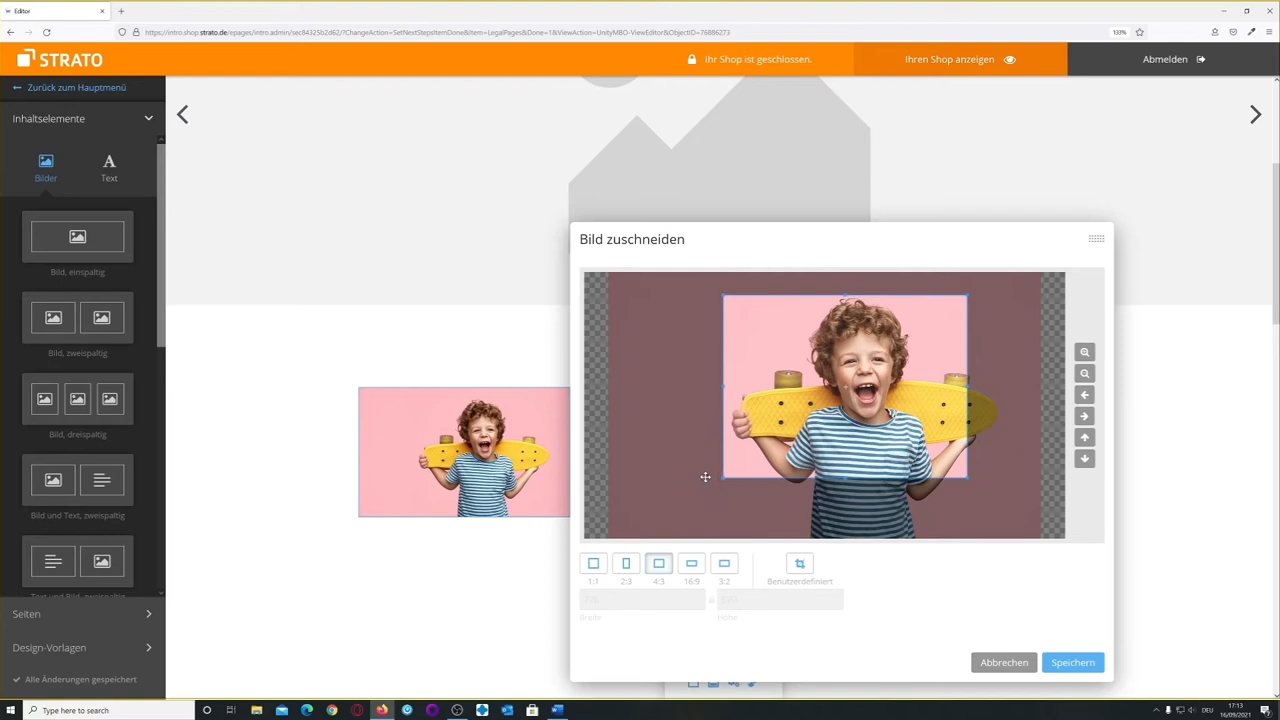 Editor
https://intro.shop.strato.de/epages/intro.admin/sec84325b2d62/?ChangeAction=SetNextStepsItemDone&Item=LegalPages&Done=1&ViewAction=UnityMBO-ViewEditor&ObjectID=76886273
133%
STRATO
Ihr Shop ist geschlossen.
Ihren Shop anzeigen
Abmelden
Zurück zum Hauptmenü
Inhaltselemente
Bilder
A
Text
Bild, einspaltig
Bild, zweispaltig
Bild, dreispaltig
Bild und Text, zweispaltig
Text und Bild, zweispaltig
Seiten
Design-Vorlagen
Alle Änderungen gespeichert
Bild zuschneiden
1:1
2:3
4:3
16:9
3:2
Benutzerdefiniert
Breite
Höhe
Abbrechen
Speichern
Type here to search
DEU
17:13
16/09/2021